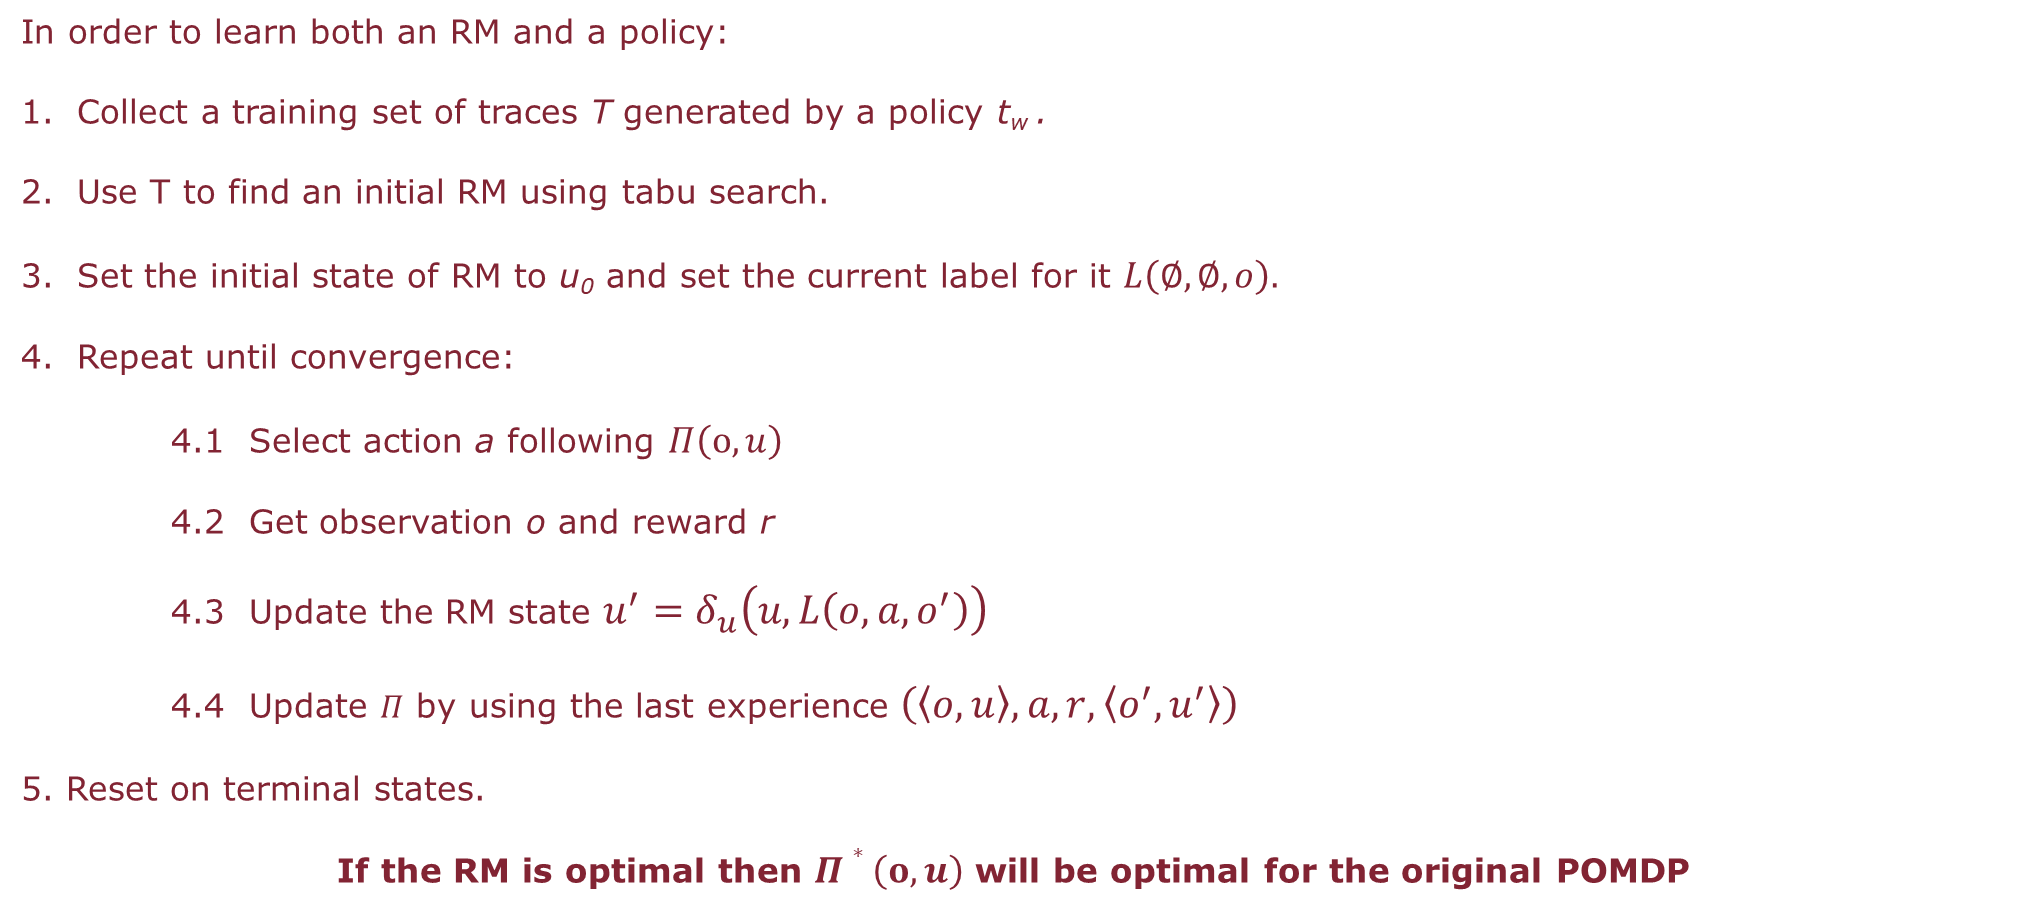 In order to learn both an RM and a policy:
1. Collect a training set of traces T generated by a policy t_w.
2. Use T to find an initial RM using tabu search.
3. Set the initial state of RM to u_0 and set the current label for it L(∅,∅,o).
4. Repeat until convergence:
4.1 Select action a following Π(o,u)
4.2 Get observation o and reward r
4.3 Update the RM state u′ = δ_u(u, L(o, a, o′))
4.4 Update Π by using the last experience (⟨o, u⟩, a, r, ⟨o′, u′⟩)
5. Reset on terminal states.
If the RM is optimal then Π*(o,u) will be optimal for the original POMDP